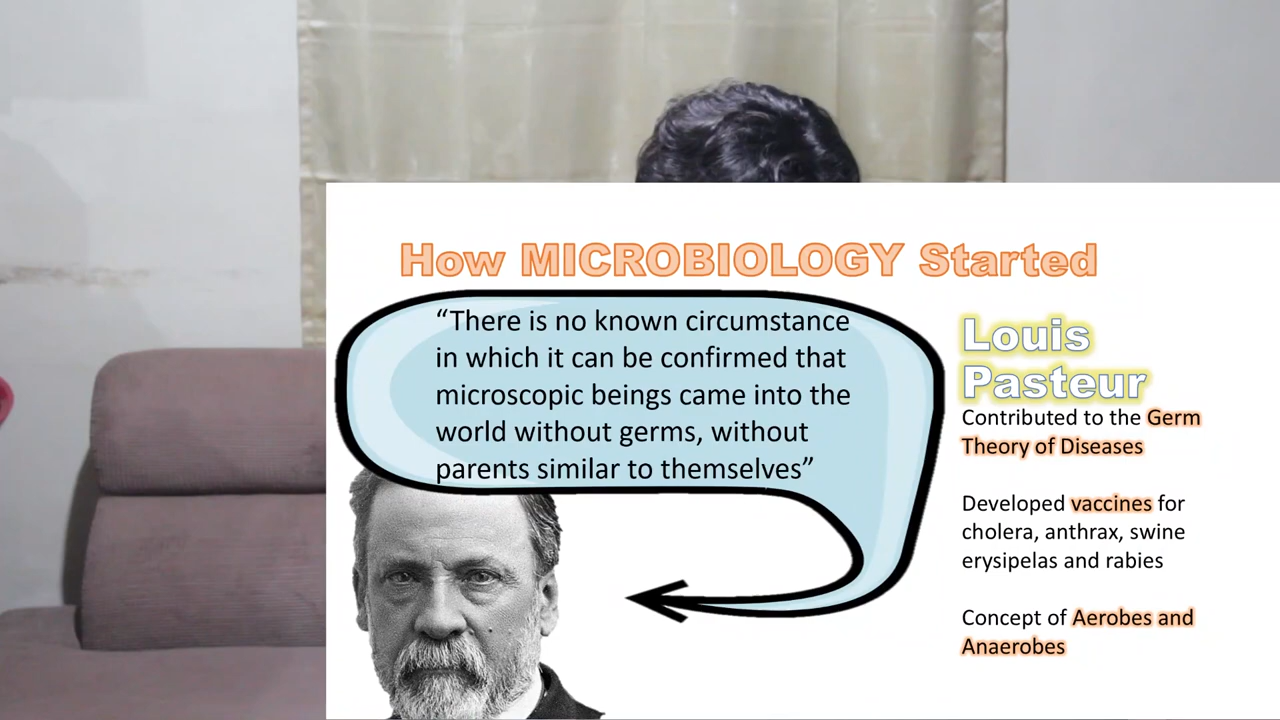 How MICROBIOLOGY Started
“There is no known circumstance
in which it can be confirmed that
microscopic beings came into the
world without germs, without
parents similar to themselves”
Louis
Pasteur
Contributed to the Germ
Theory of Diseases
Developed vaccines for
cholera, anthrax, swine
erysipelas and rabies
Concept of Aerobes and
Anaerobes